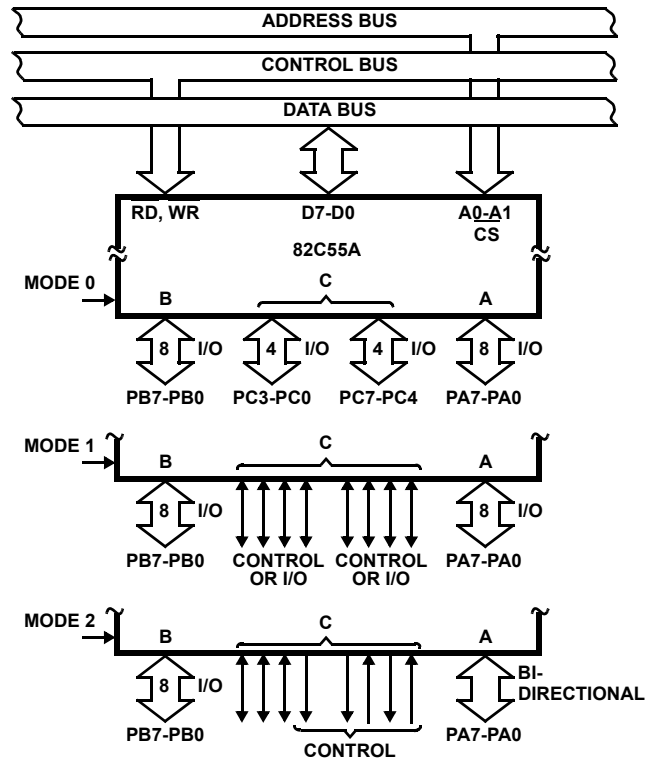 ADDRESS BUS
CONTROL BUS
DATA BUS
RD, WR
D7-D0
A0-A1
CS
82C55A
MODE 0
B
C
A
8
I/O
4
I/O
4
I/O
8
I/O
PB7-PB0
PC3-PC0
PC7-PC4
PA7-PA0
MODE 1
B
C
A
8
I/O
8
I/O
PB7-PB0
CONTROL
OR I/O
CONTROL
OR I/O
PA7-PA0
MODE 2
B
C
A
8
I/O
BI-
DIRECTIONAL
PB7-PB0
CONTROL
PA7-PA0